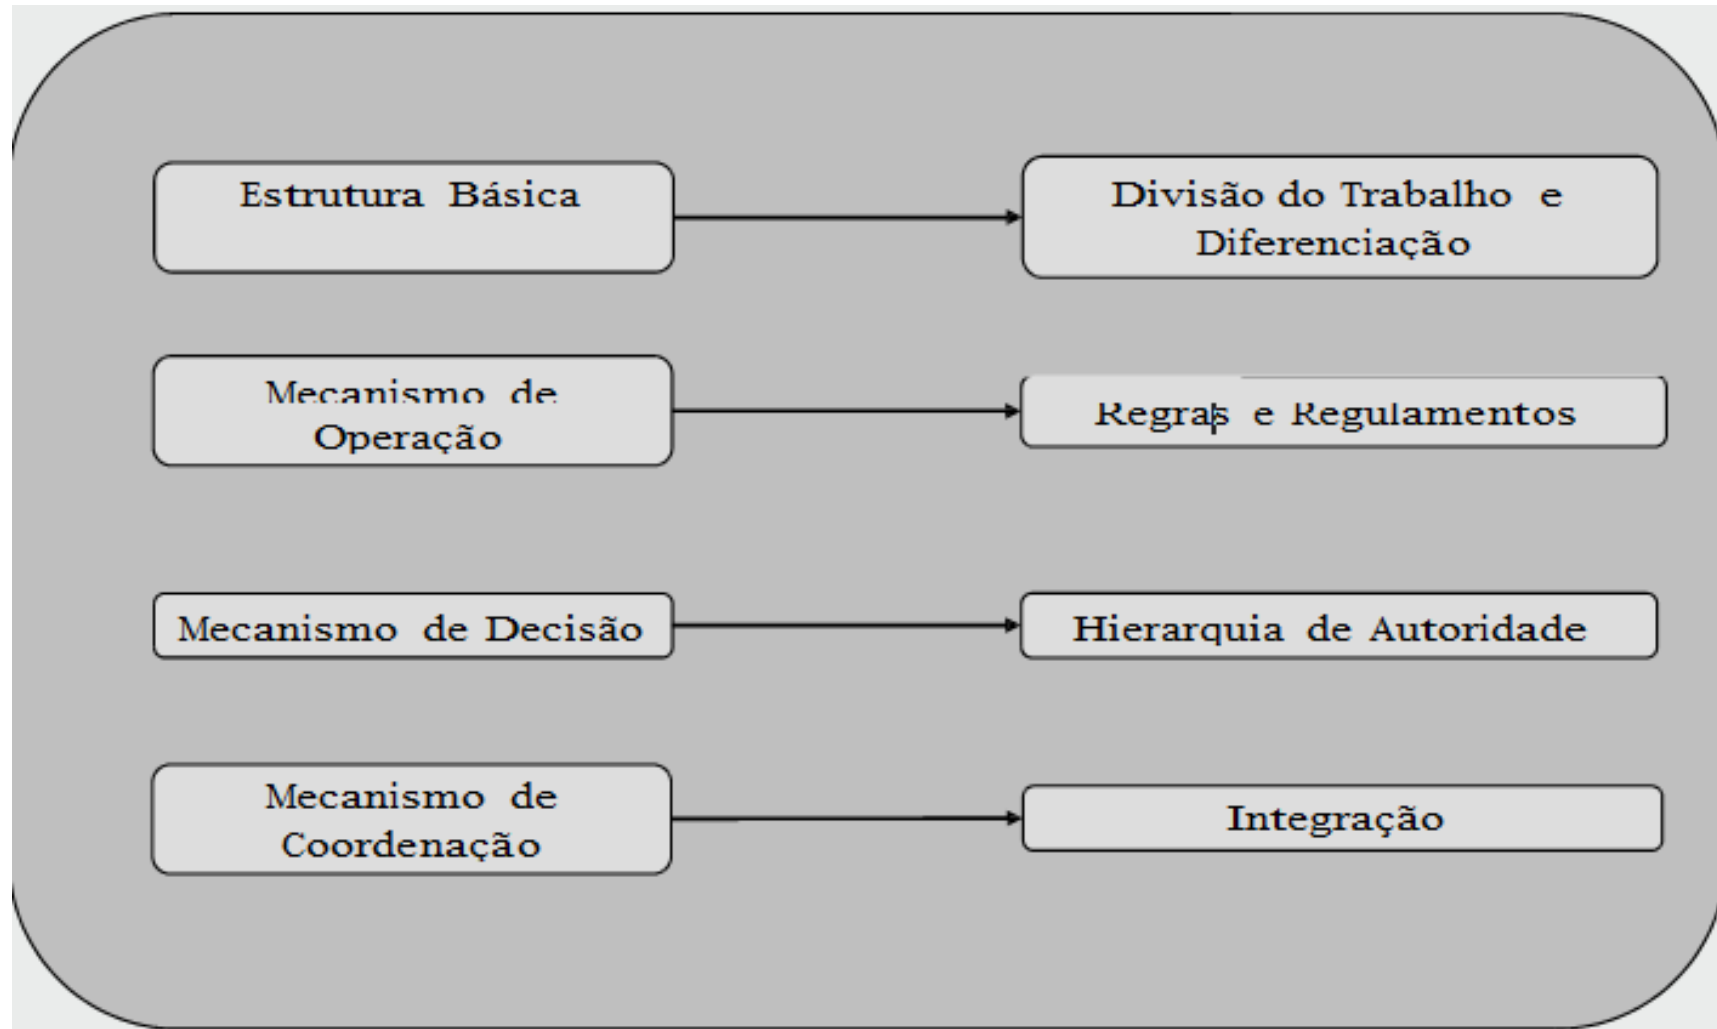 Estrutura Básica
Divisão do Trabalho e
Diferenciação
Mecanismo de
Operação
Regras e Regulamentos
Mecanismo de Decisão
Hierarquia de Autoridade
Mecanismo de
Coordenação
Integração